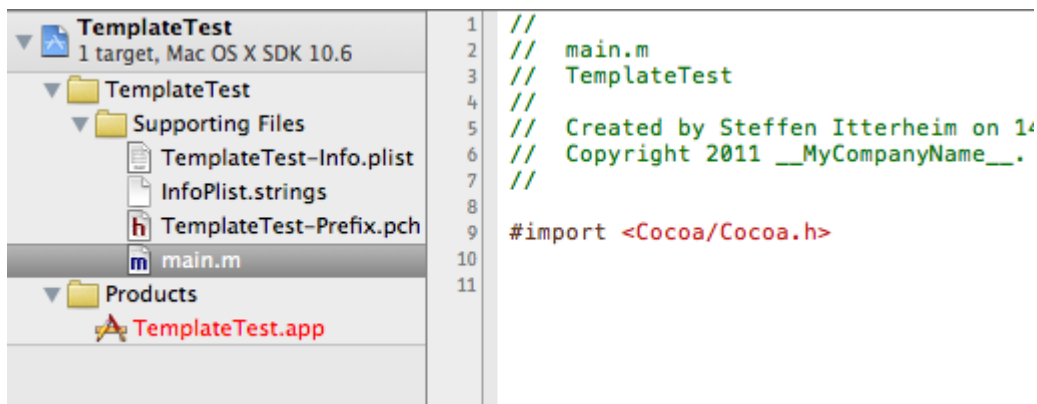 TemplateTest
1 target, Mac OS X SDK 10.6
TemplateTest
Supporting Files
TemplateTest-Info.plist
InfoPlist.strings
h TemplateTest-Prefix.pch
m main.m
Products
TemplateTest.app
1 //
2 // main.m
3 // TemplateTest
4 //
5 // Created by Steffen Itterheim on 14
6 // Copyright 2011 __MyCompanyName__.
7 //
8
9 #import <Cocoa/Cocoa.h>
10
11